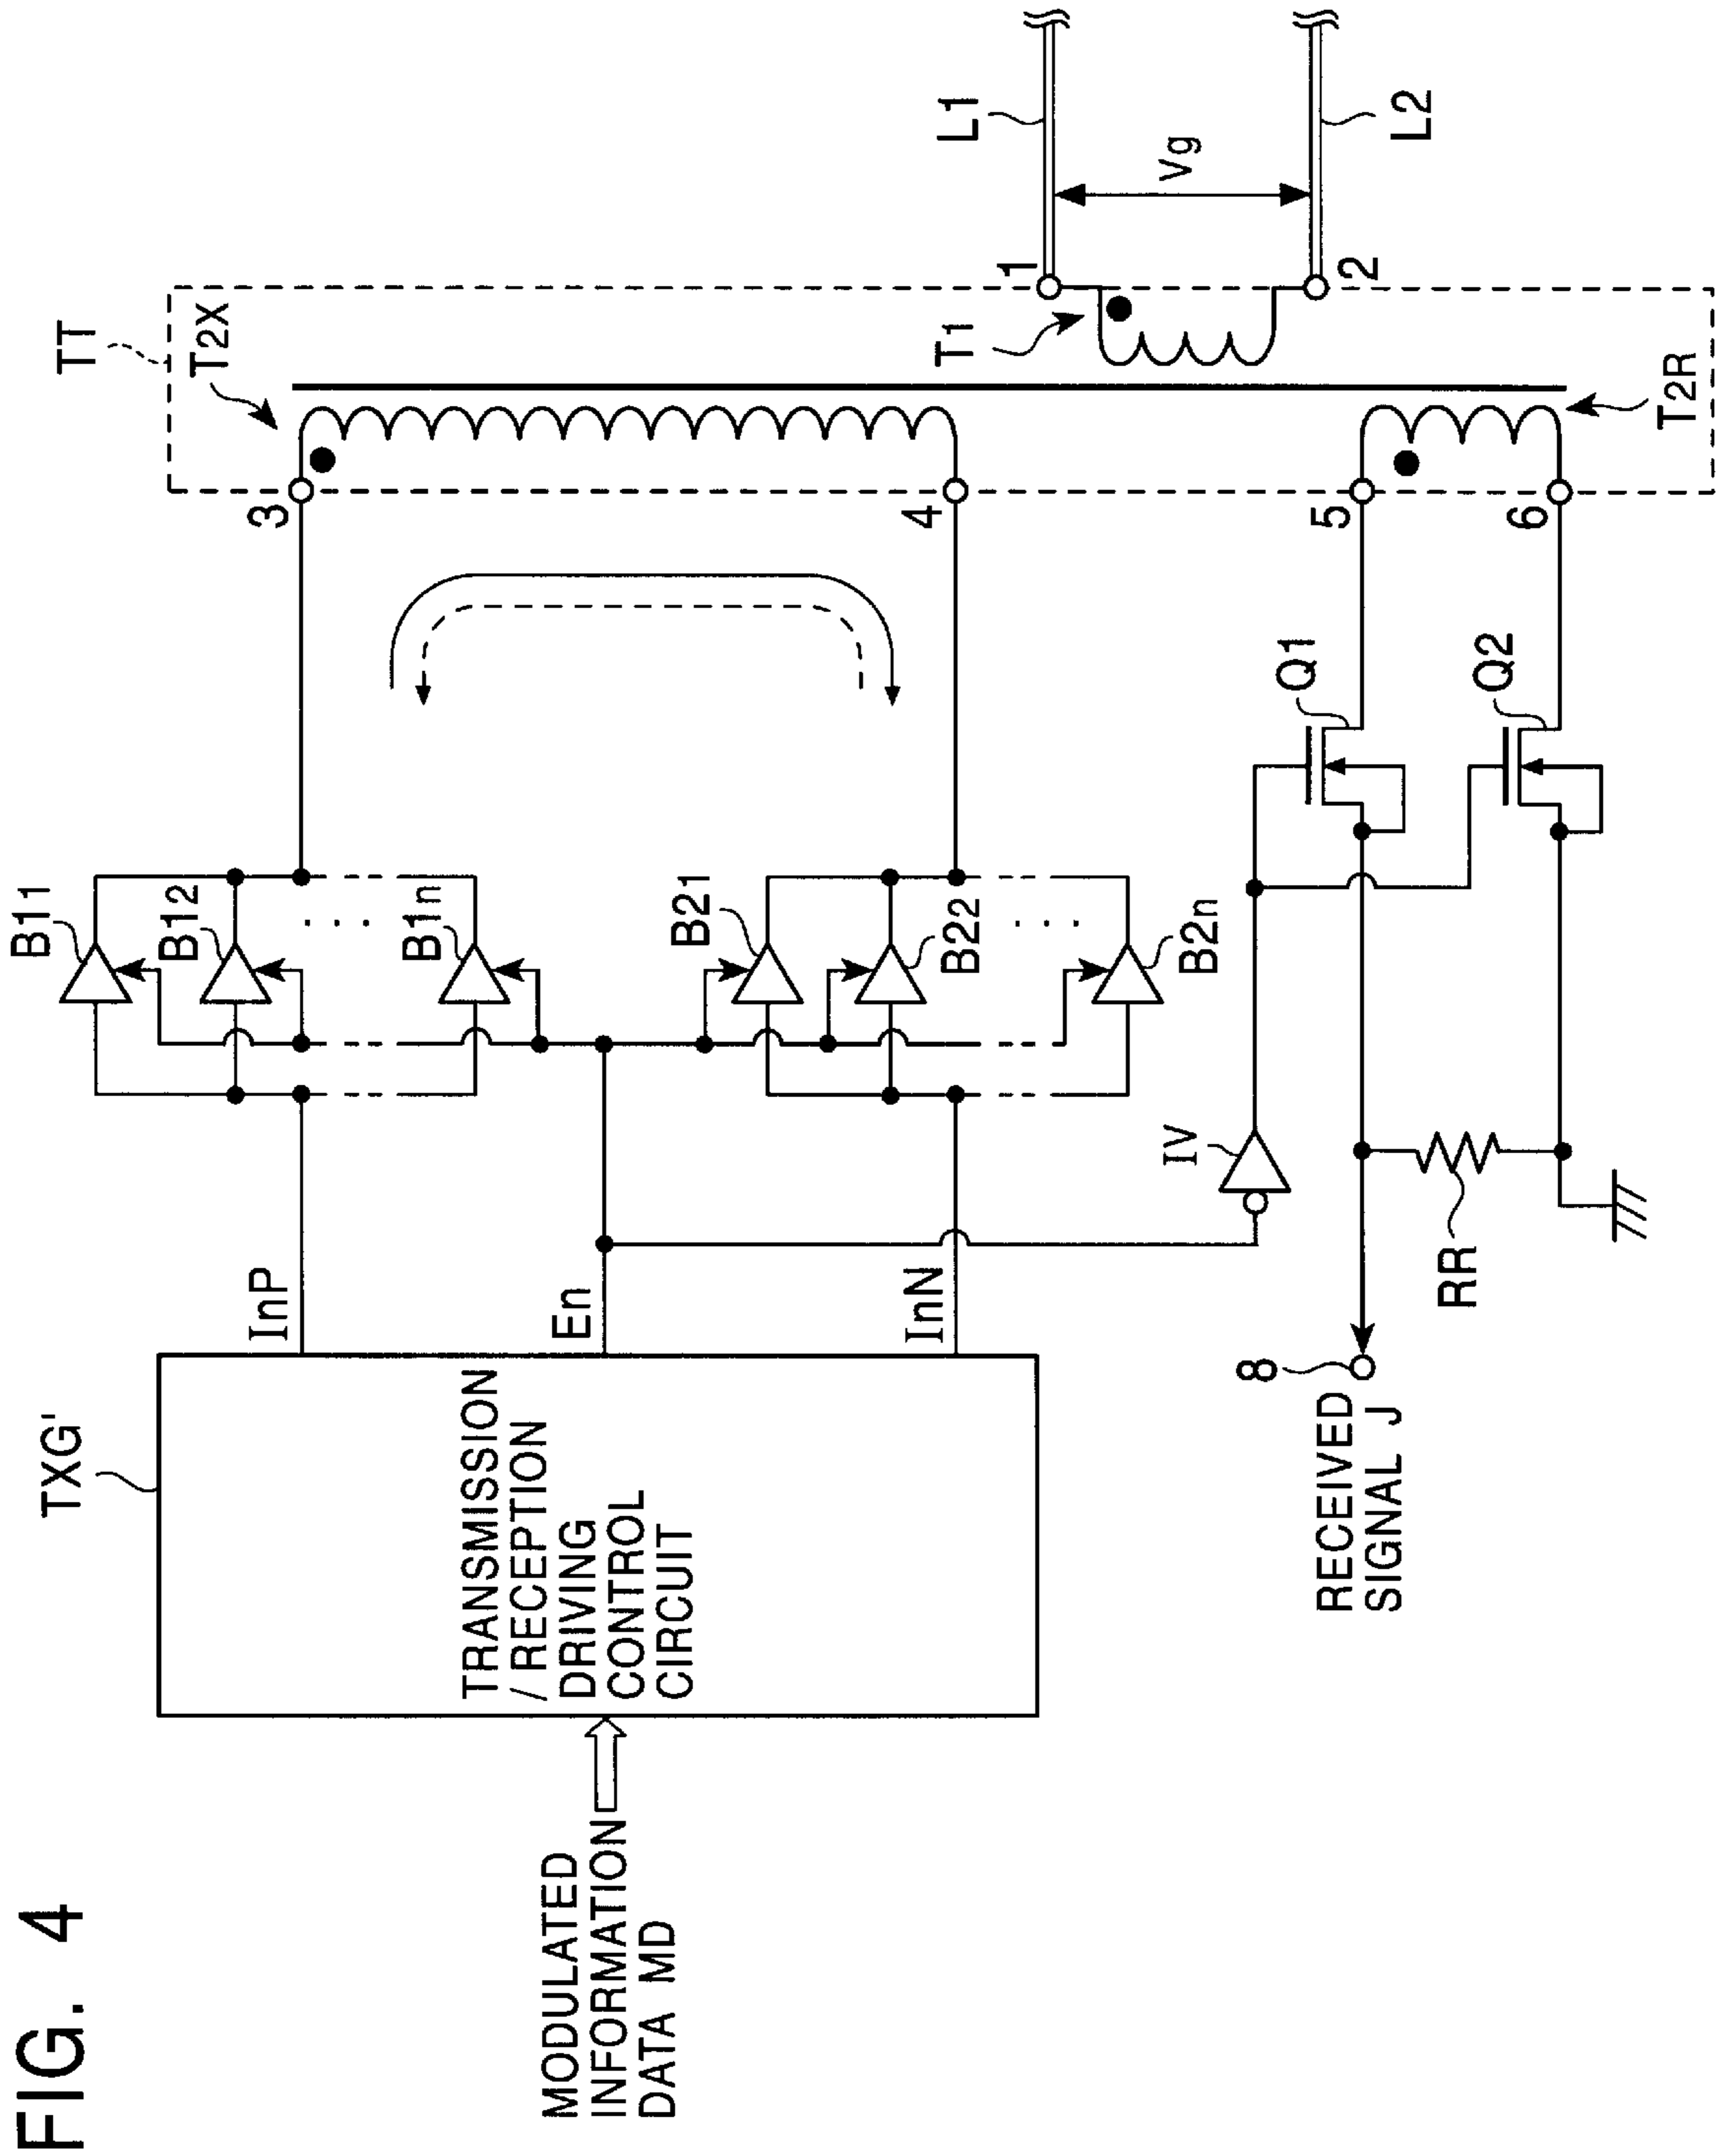 FIG. 4
MODULATED
INFORMATION
DATA MD
TXG'
TRANSMISSION
/RECEPTION
DRIVING
CONTROL
CIRCUIT
InP
En
InN
B11
B12
. . .
B1n
B21
B22
. . .
B2n
IV
Q1
Q2
RR
8
RECEIVED
SIGNAL J
TT
T2X
3
4
5
6
T2R
T1
1
2
L1
Vg
L2